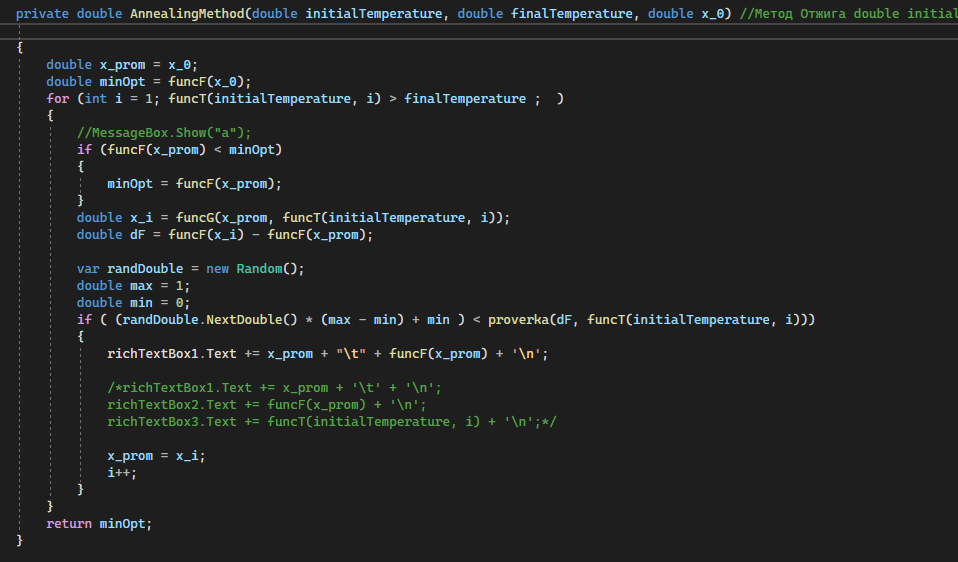 private double AnnealingMethod(double initialTemperature, double finalTemperature, double x_0) //Метод Отжига double initial
{
double x_prom = x_0;
double minOpt = funcF(x_0);
for (int i = 1; funcT(initialTemperature, i) > finalTemperature ;  )
{
//MessageBox.Show("a");
if (funcF(x_prom) < minOpt)
{
minOpt = funcF(x_prom);
}
double x_i = funcG(x_prom, funcT(initialTemperature, i));
double dF = funcF(x_i) - funcF(x_prom);
var randDouble = new Random();
double max = 1;
double min = 0;
if ( (randDouble.NextDouble() * (max - min) + min ) < proverka(dF, funcT(initialTemperature, i)))
{
richTextBox1.Text += x_prom + "\t" + funcF(x_prom) + '\n';
/*richTextBox1.Text += x_prom + '\t' + '\n';
richTextBox2.Text += funcF(x_prom) + '\n';
richTextBox3.Text += funcT(initialTemperature, i) + '\n';*/
x_prom = x_i;
i++;
}
}
return minOpt;
}